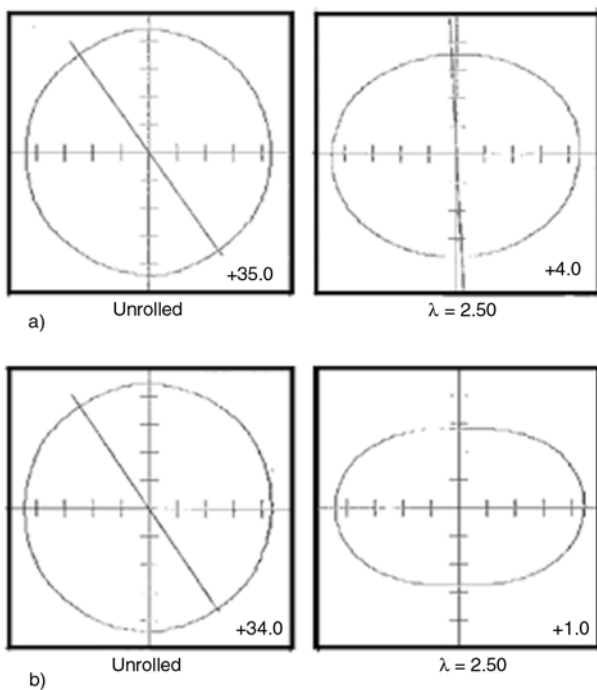 +35.0
+4.0
Unrolled
λ = 2.50
a)
+34.0
+1.0
Unrolled
λ = 2.50
b)